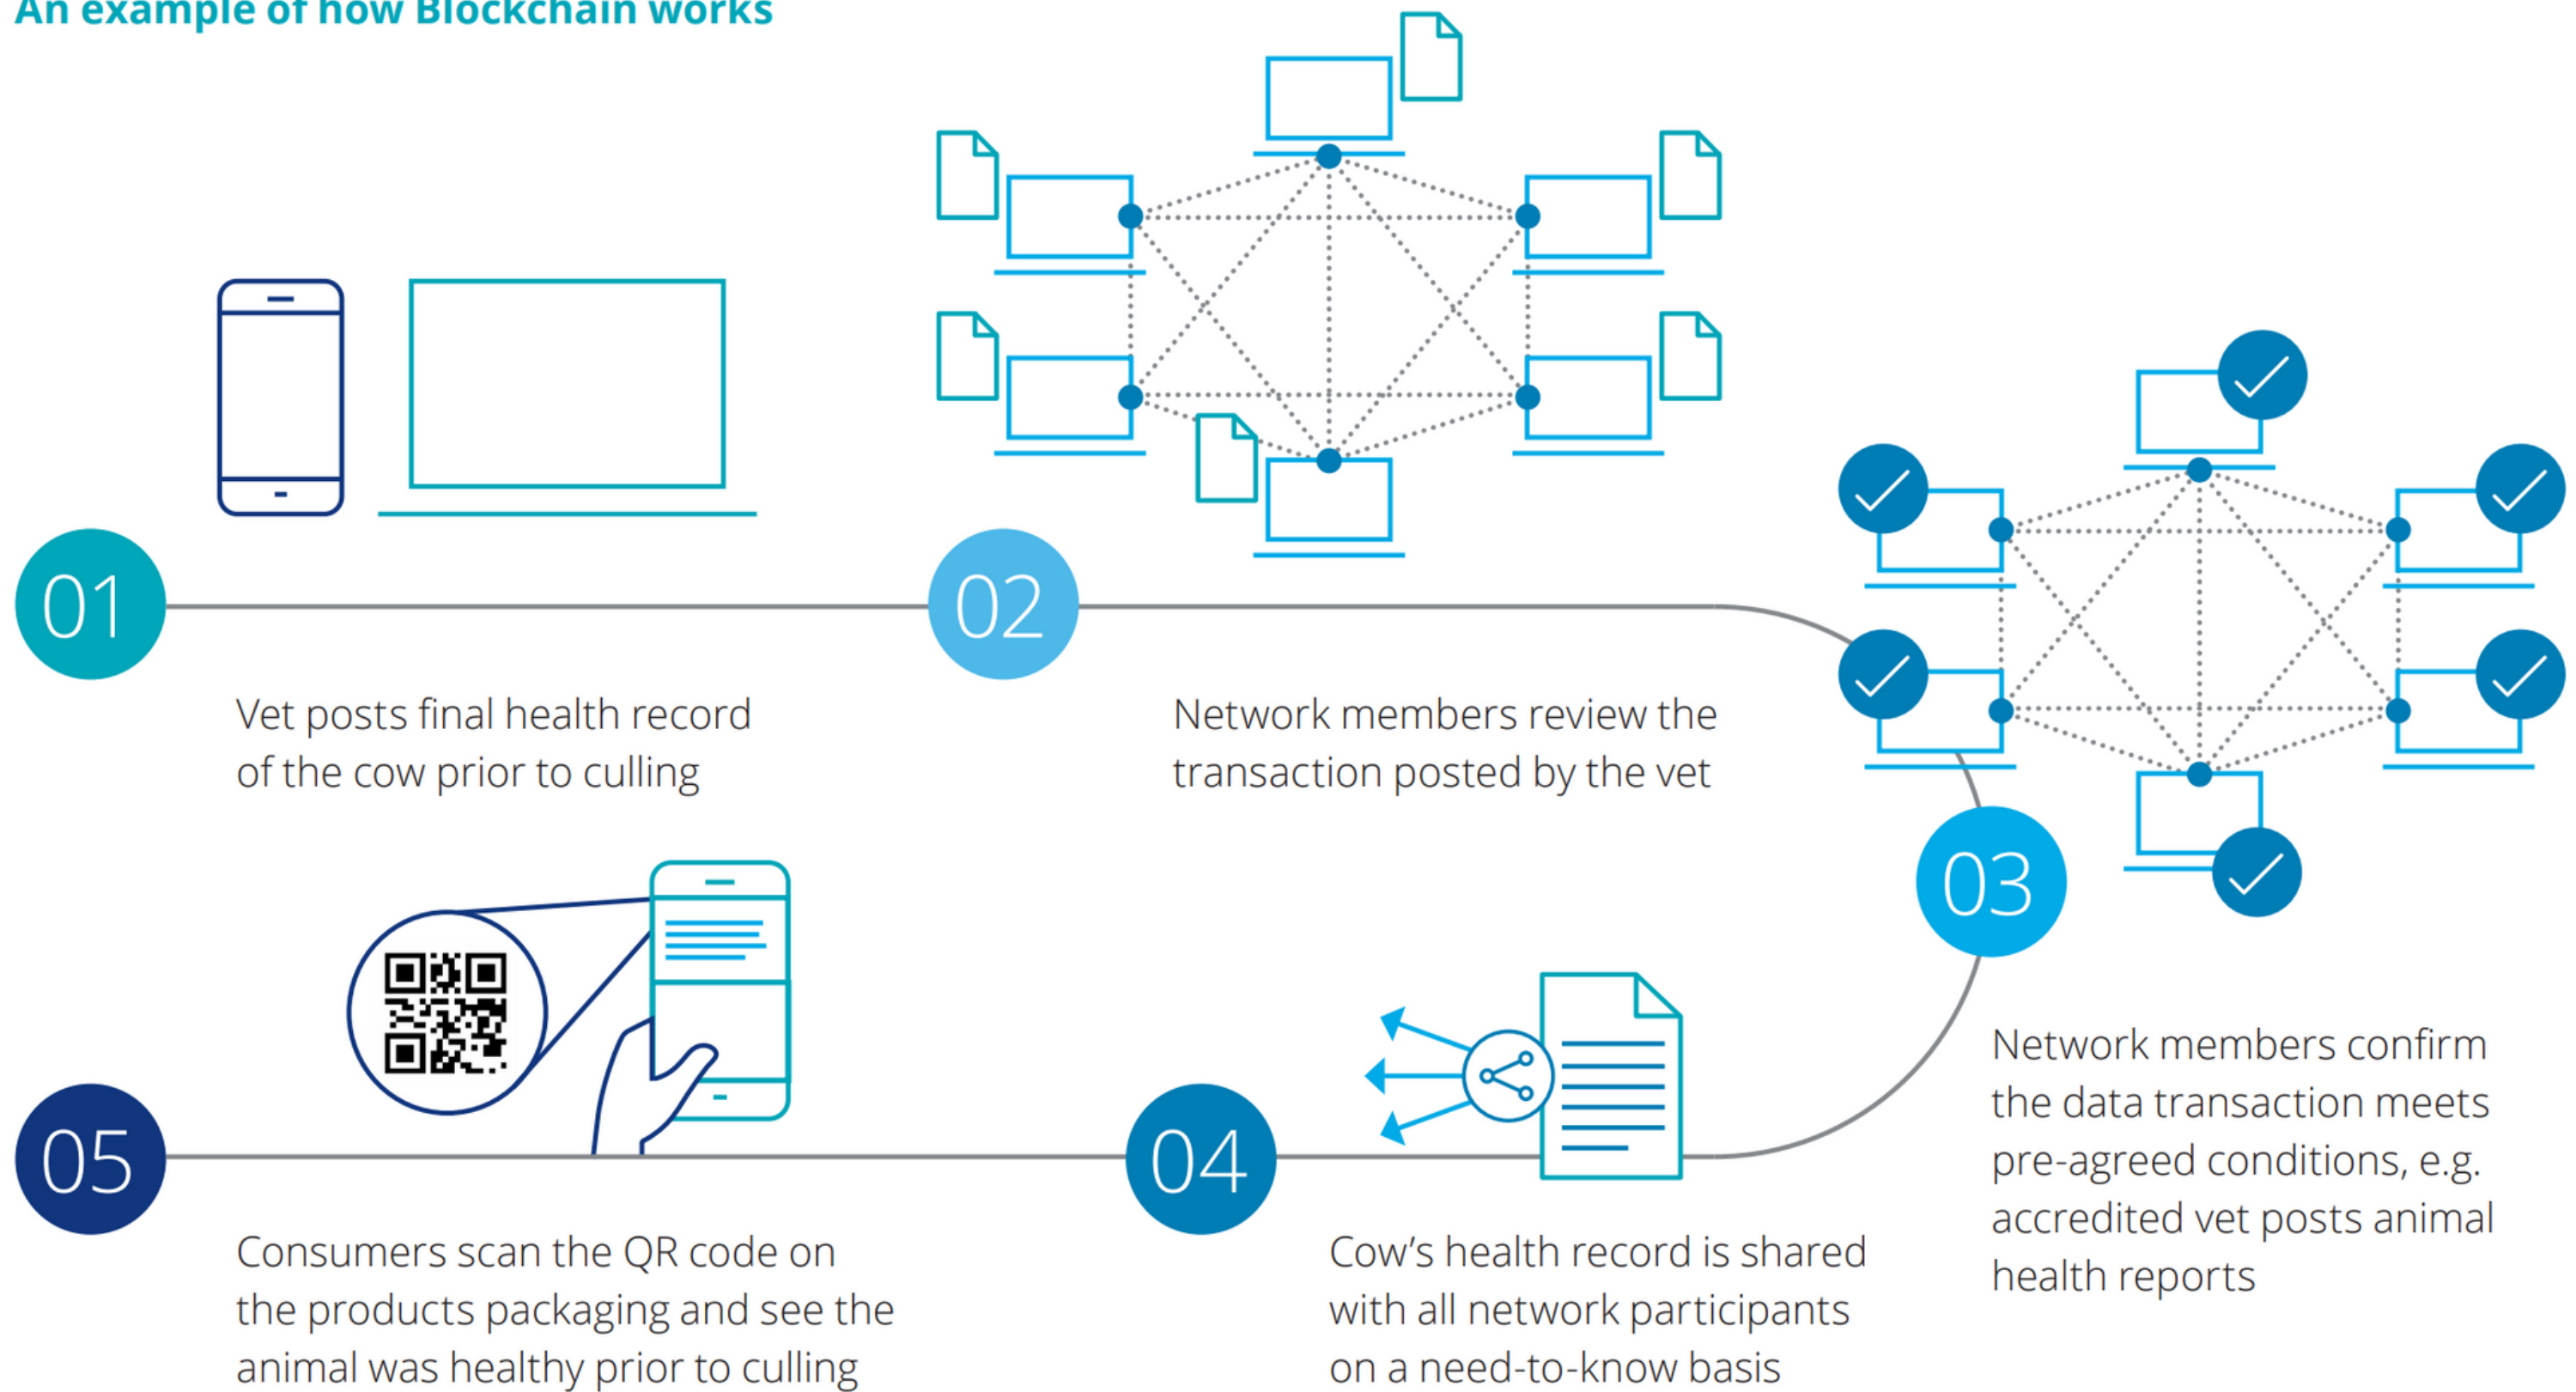 An example of how Blockchain works
01
Vet posts final health record
of the cow prior to culling
02
Network members review the
transaction posted by the vet
03
Network members confirm
the data transaction meets
pre-agreed conditions, e.g.
accredited vet posts animal
health reports
04
Cow's health record is shared
with all network participants
on a need-to-know basis
05
Consumers scan the QR code on
the products packaging and see the
animal was healthy prior to culling